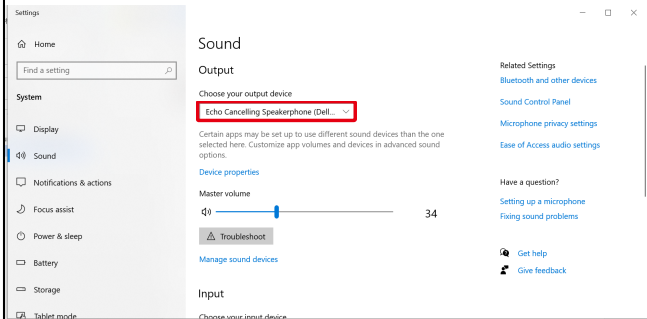 Settings
Home
Find a setting
System
Display
Sound
Notifications & actions
Focus assist
Power & sleep
Battery
Storage
Tablet mode
Sound
Output
Choose your output device
Echo Cancelling Speakerphone (Dell...
Certain apps may be set up to use different sound devices than the one
selected here. Customize app volumes and devices in advanced sound
options.
Device properties
Master volume
34
Troubleshoot
Manage sound devices
Input
Choose your input device
Related Settings
Bluetooth and other devices
Sound Control Panel
Microphone privacy settings
Ease of Access audio settings
Have a question?
Setting up a microphone
Fixing sound problems
Get help
Give feedback